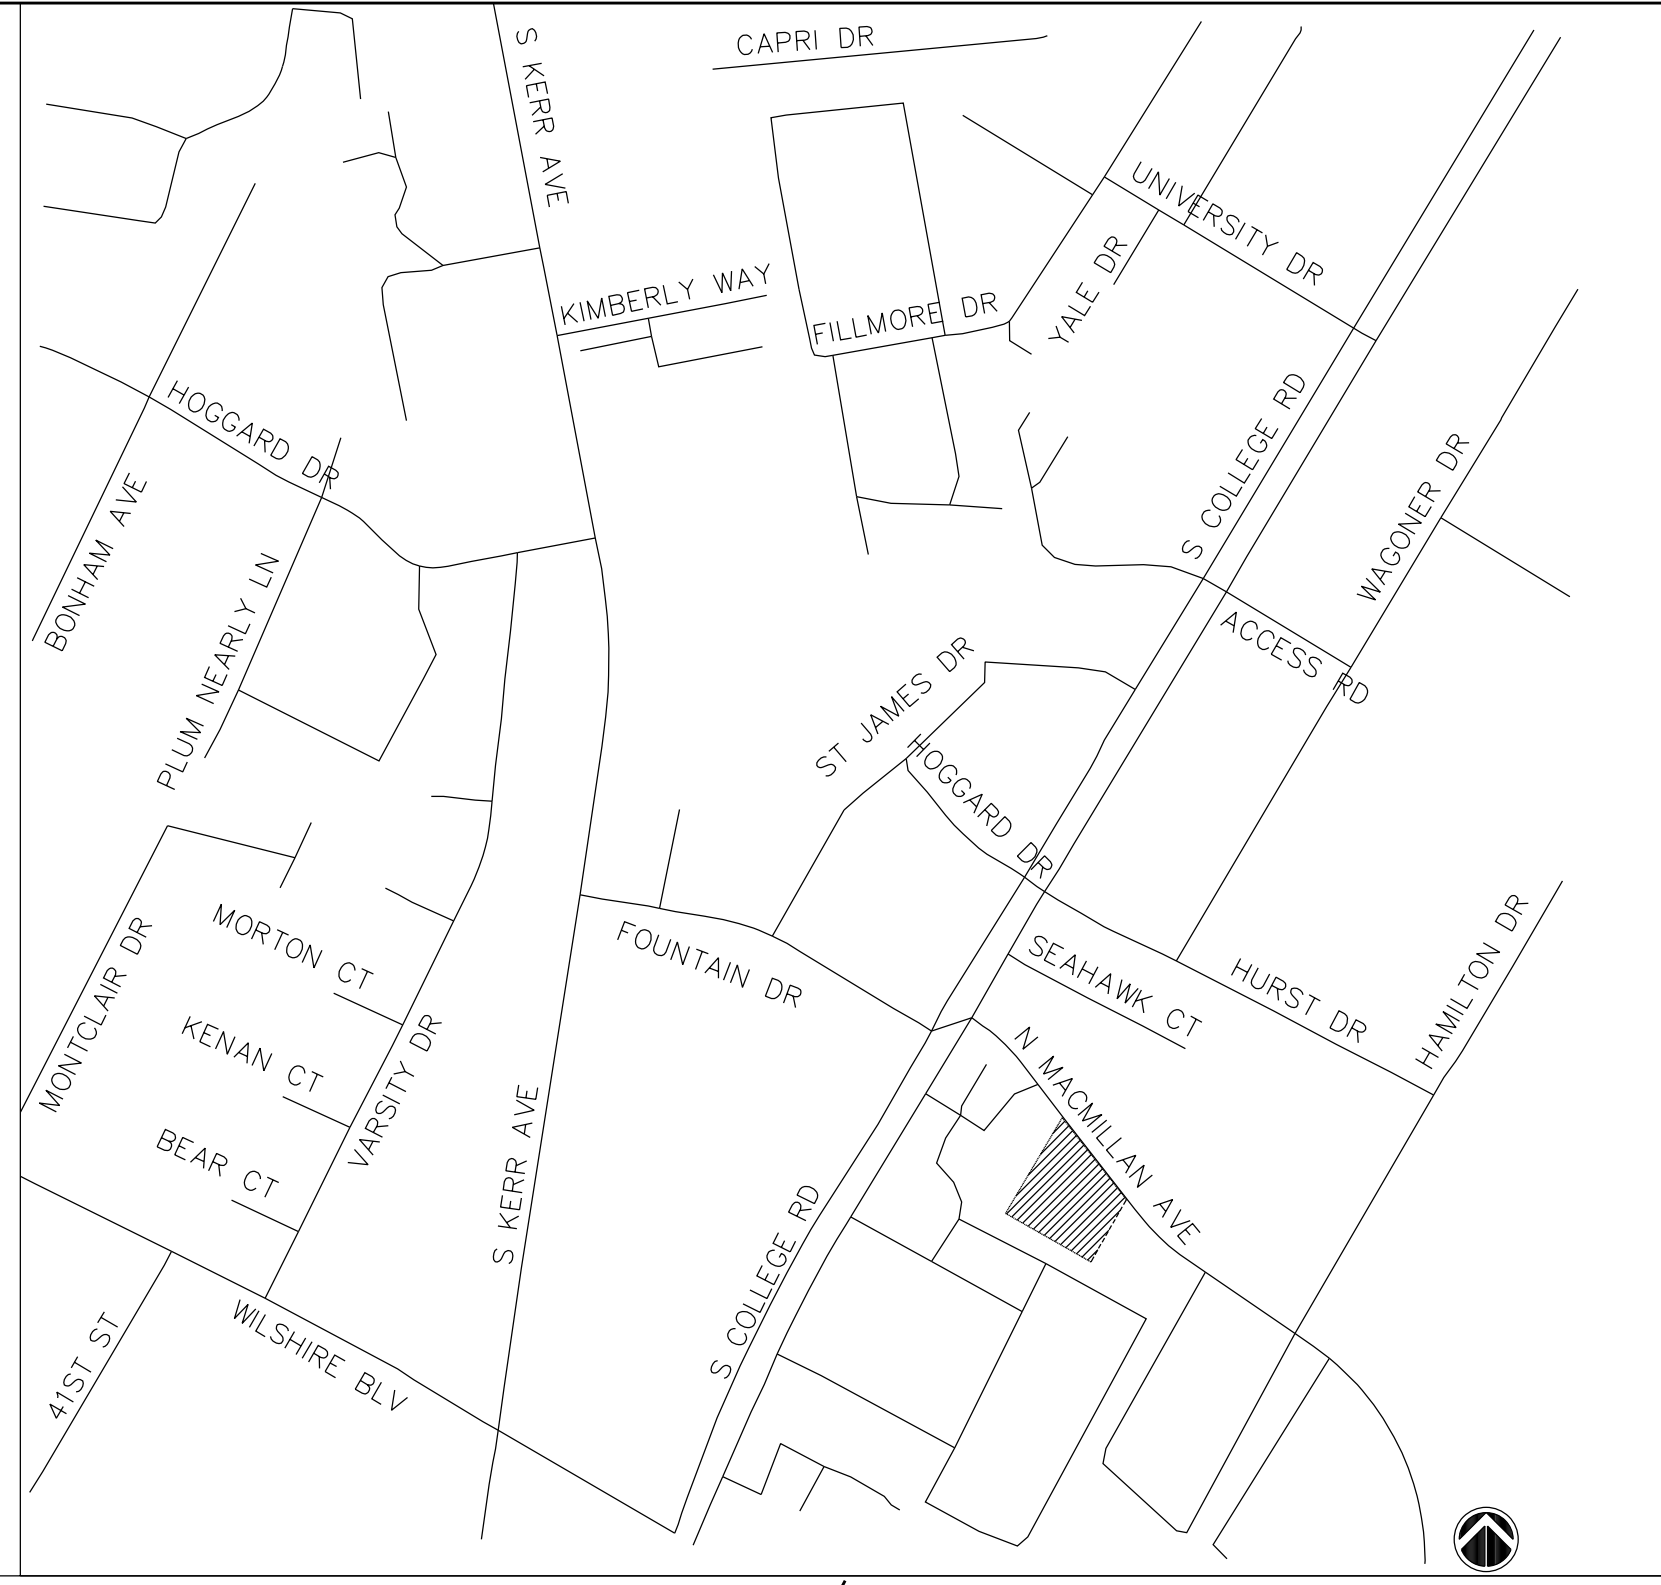 S KERR AVE
CAPRI DR
UNIVERSITY DR
YALE DR
KIMBERLY WAY
FILLMORE DR
HOGGARD DR
S COLLEGE RD
WAGONER DR
BONHAM AVE
PLUM NEARLY LN
ACCESS RD
ST JAMES DR
HOGGARD DR
MONTCLAIR DR
MORTON CT
FOUNTAIN DR
SEAHAWK CT
HURST DR
HAMILTON DR
KENAN CT
VARSITY DR
N MACMILLAN AVE
BEAR CT
S KERR AVE
S COLLEGE RD
41ST ST
WILSHIRE BLV